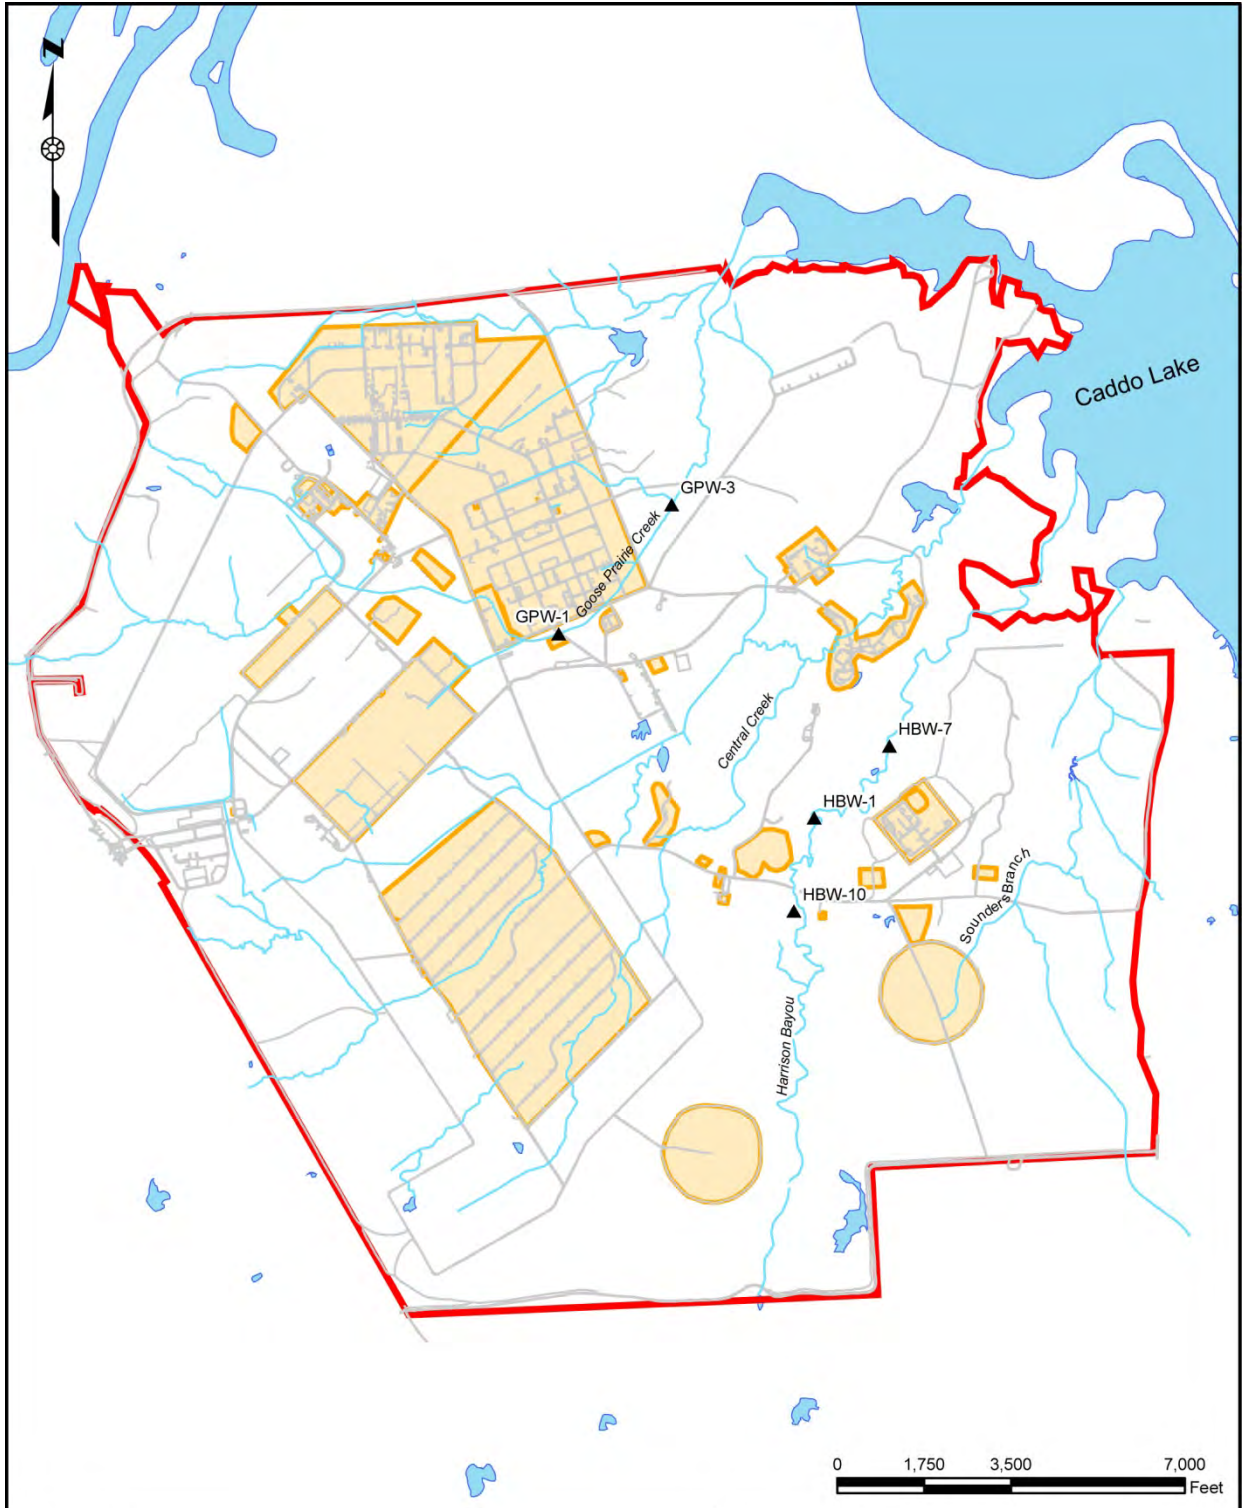 N
Caddo Lake
GPW-3
Goose Prairie Creek
GPW-1
Central Creek
HBW-7
HBW-1
Sounders Branch
HBW-10
Harrison Bayou
0 1,750 3,500 7,000
Feet